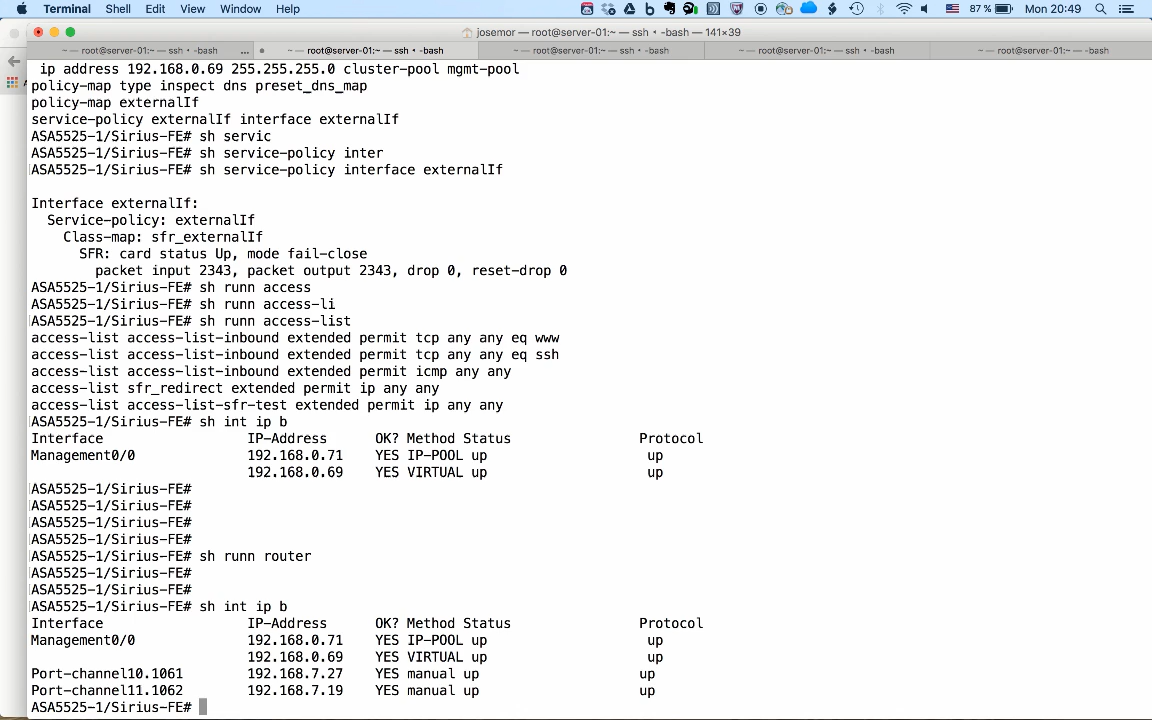 Terminal Shell Edit View Window Help 87 % Mon 20:49
josemor — root@server-01:~ — ssh • -bash — 141×39
~ — root@server-01:~ — ssh • -bash ... ~ — root@server-01:~ — ssh • -bash ~ — root@server-01:~ — ssh • -bash ~ — root@server-01:~ — ssh • -bash ~ — root@server-01:~ — ssh • -bash
ip address 192.168.0.69 255.255.255.0 cluster-pool mgmt-pool
policy-map type inspect dns preset_dns_map
policy-map externalIf
service-policy externalIf interface externalIf
ASA5525-1/Sirius-FE# sh servic
ASA5525-1/Sirius-FE# sh service-policy inter
ASA5525-1/Sirius-FE# sh service-policy interface externalIf
Interface externalIf:
Service-policy: externalIf
Class-map: sfr_externalIf
SFR: card status Up, mode fail-close
packet input 2343, packet output 2343, drop 0, reset-drop 0
ASA5525-1/Sirius-FE# sh runn access
ASA5525-1/Sirius-FE# sh runn access-li
ASA5525-1/Sirius-FE# sh runn access-list
access-list access-list-inbound extended permit tcp any any eq www
access-list access-list-inbound extended permit tcp any any eq ssh
access-list access-list-inbound extended permit icmp any any
access-list sfr_redirect extended permit ip any any
access-list access-list-sfr-test extended permit ip any any
ASA5525-1/Sirius-FE# sh int ip b
Interface IP-Address OK? Method Status Protocol
Management0/0 192.168.0.71 YES IP-POOL up up
192.168.0.69 YES VIRTUAL up up
ASA5525-1/Sirius-FE#
ASA5525-1/Sirius-FE#
ASA5525-1/Sirius-FE#
ASA5525-1/Sirius-FE#
ASA5525-1/Sirius-FE# sh runn router
ASA5525-1/Sirius-FE#
ASA5525-1/Sirius-FE#
ASA5525-1/Sirius-FE# sh int ip b
Interface IP-Address OK? Method Status Protocol
Management0/0 192.168.0.71 YES IP-POOL up up
192.168.0.69 YES VIRTUAL up up
Port-channel10.1061 192.168.7.27 YES manual up up
Port-channel11.1062 192.168.7.19 YES manual up up
ASA5525-1/Sirius-FE#